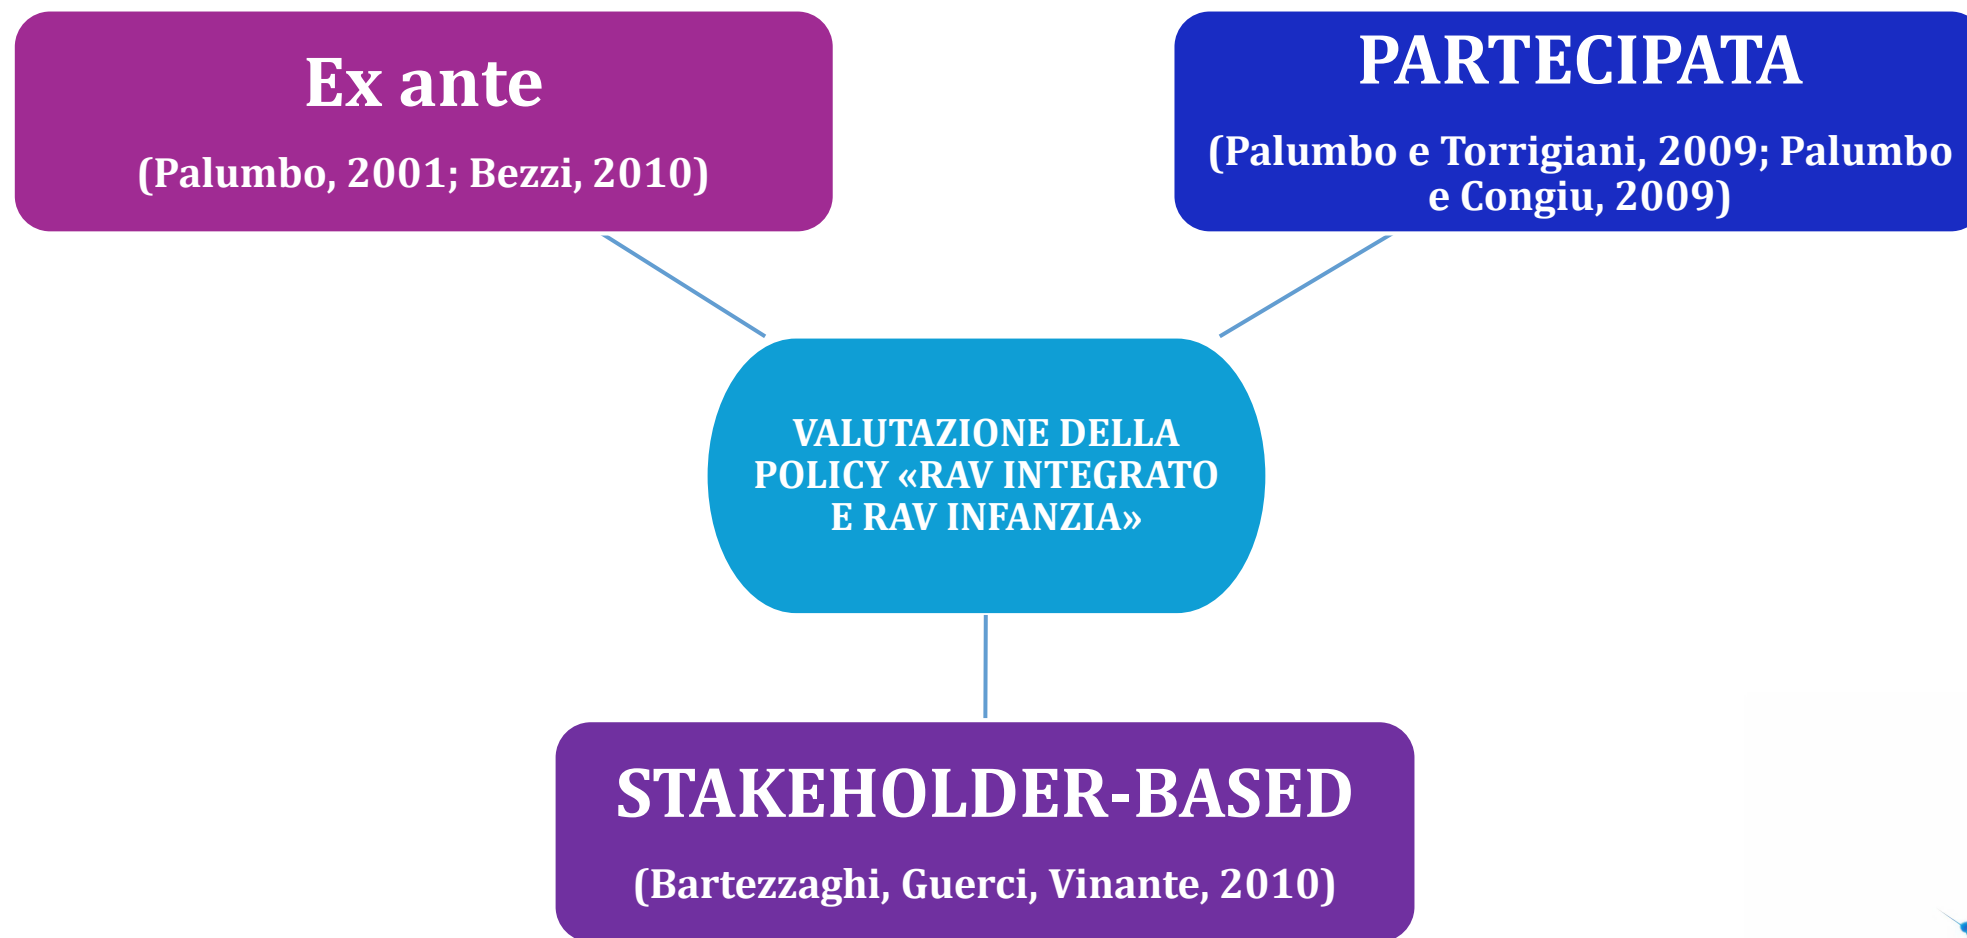 Ex ante
(Palumbo, 2001; Bezzi, 2010)
PARTECIPATA
(Palumbo e Torrigiani, 2009; Palumbo
e Congiu, 2009)
VALUTAZIONE DELLA
POLICY «RAV INTEGRATO
E RAV INFANZIA»
STAKEHOLDER-BASED
(Bartezzaghi, Guerci, Vinante, 2010)